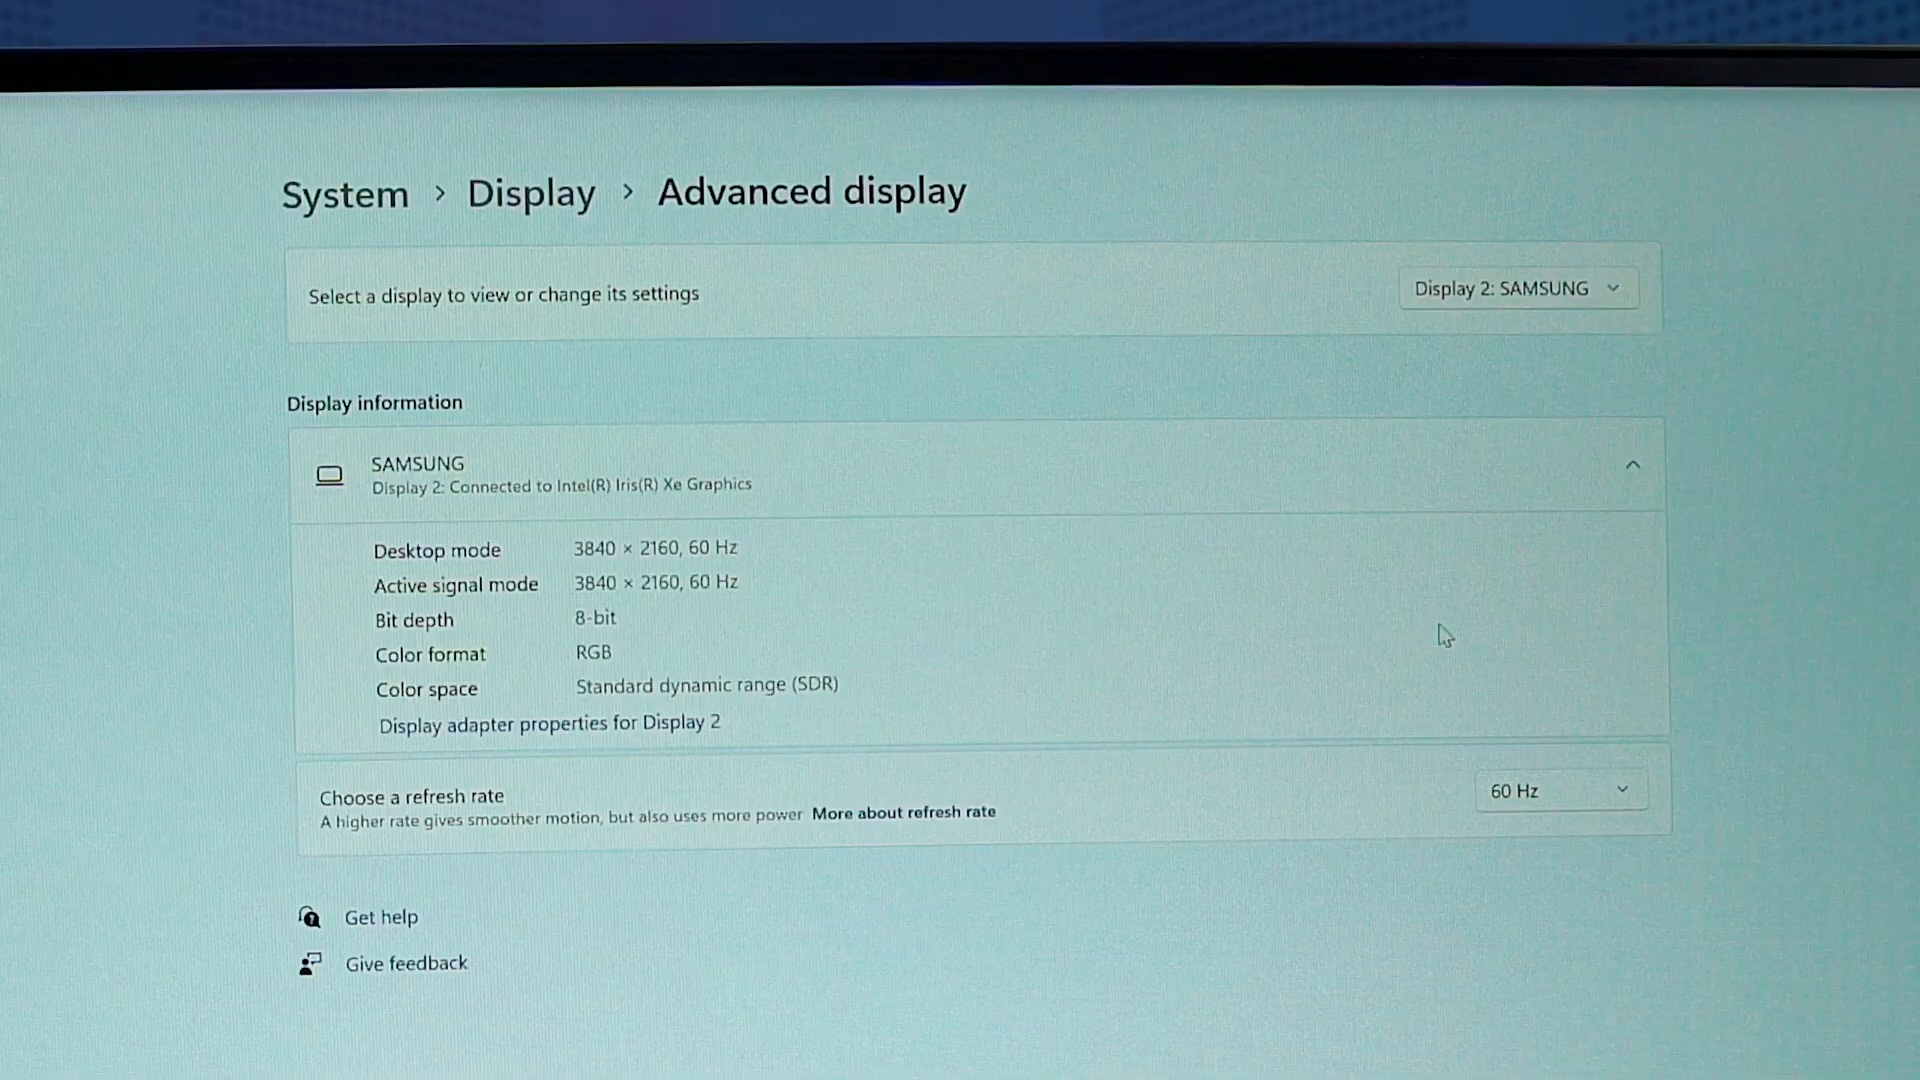 System > Display > Advanced display
Select a display to view or change its settings
Display 2: SAMSUNG
Display information
SAMSUNG
Display 2: Connected to Intel(R) Iris(R) Xe Graphics
Desktop mode 3840 × 2160, 60 Hz
Active signal mode 3840 × 2160, 60 Hz
Bit depth 8-bit
Color format RGB
Color space Standard dynamic range (SDR)
Display adapter properties for Display 2
Choose a refresh rate
60 Hz
A higher rate gives smoother motion, but also uses more power More about refresh rate
Get help
Give feedback